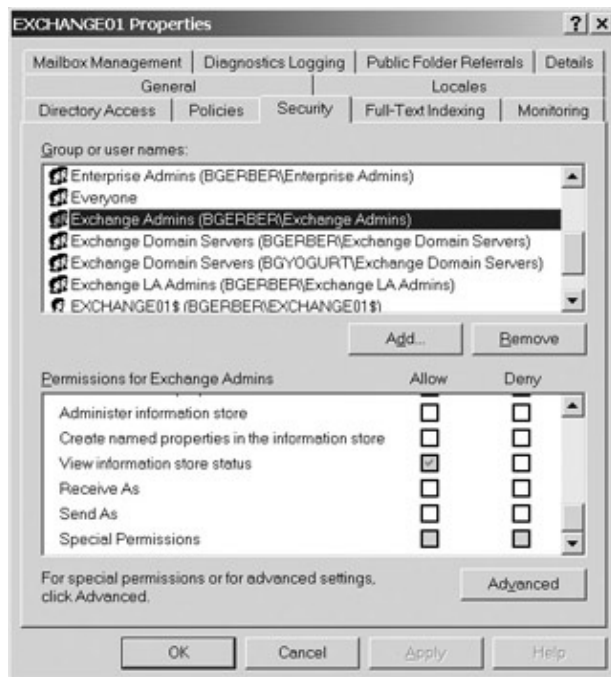 EXCHANGE01 Properties
Mailbox Management Diagnostics Logging Public Folder Referrals Details
General Locales
Directory Access Policies Security Full-Text Indexing Monitoring
Group or user names:
Enterprise Admins (BGERBER\Enterprise Admins)
Everyone
Exchange Admins (BGERBER\Exchange Admins)
Exchange Domain Servers (BGERBER\Exchange Domain Servers)
Exchange Domain Servers (BGYOGURT\Exchange Domain Servers)
Exchange LA Admins (BGERBER\Exchange LA Admins)
EXCHANGE01$ (BGERBER\EXCHANGE01$)
Add... Remove
Permissions for Exchange Admins Allow Deny
Administer information store
Create named properties in the information store
View information store status
Receive As
Send As
Special Permissions
For special permissions or for advanced settings,
click Advanced.
Advanced
OK Cancel Apply Help